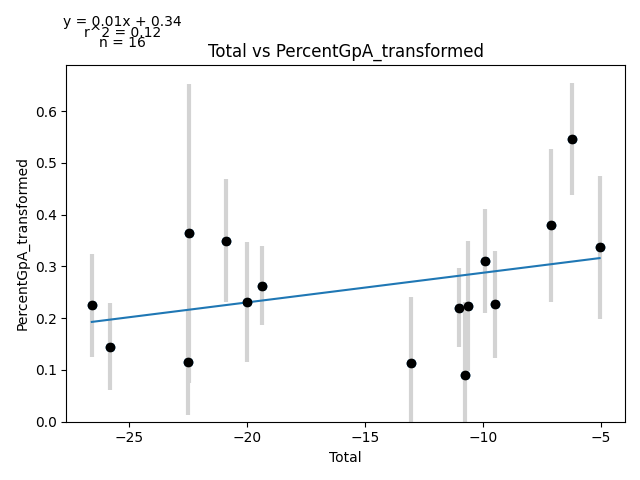 y = 0.01x + 0.34
r^2 = 0.12
n = 16
Total vs PercentGpA_transformed
PercentGpA_transformed
0.6
0.5
0.4
0.3
0.2
0.1
0.0
−25 −20 −15 −10 −5
Total